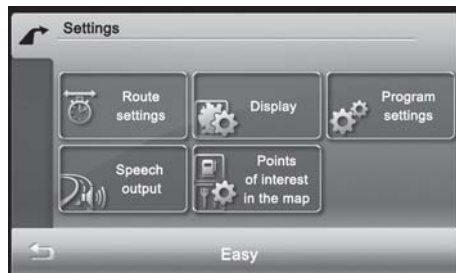 Settings
Route
settings
Display
Program
settings
Speech
output
Points
of interest
in the map
Easy